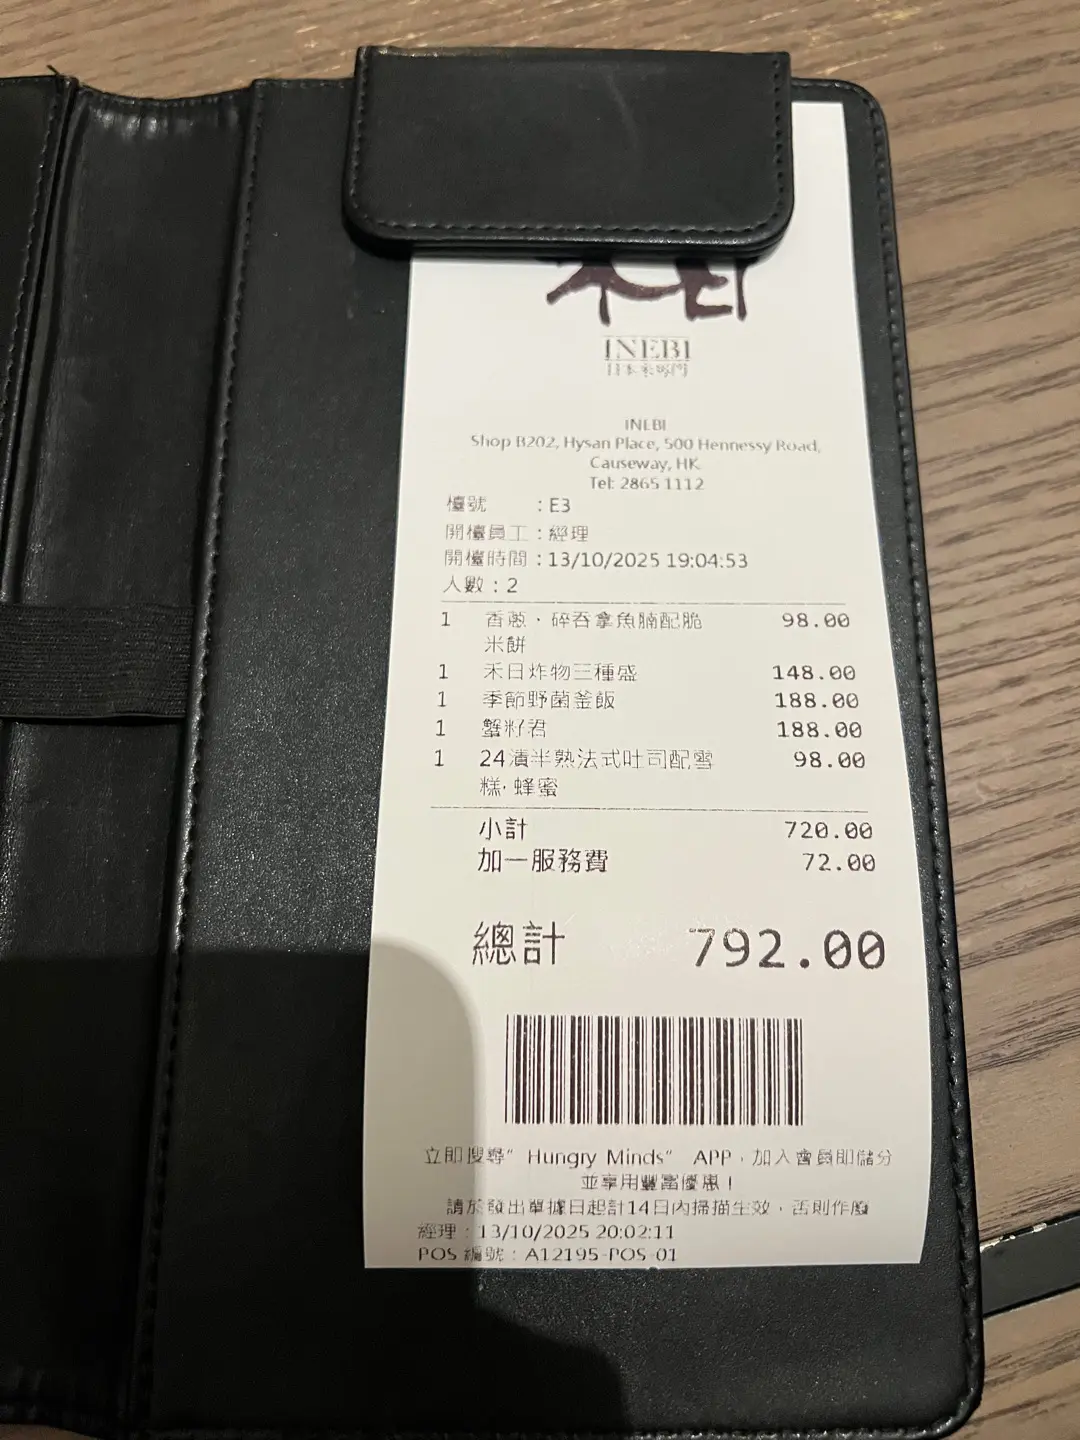 INEBI
日本家味門
INEBI
Shop B202, Hysan Place, 500 Hennessy Road,
Causeway, HK
Tel: 2865 1112
檯號 : E3
開檯員工 : 經理
開檯時間 : 13/10/2025 19:04:53
人數 : 2
1 香蔥．碎吞拿魚腩配脆 98.00
米餅
1 禾日炸物三種盛 148.00
1 季節野菌釜飯 188.00
1 蟹籽君 188.00
1 24漬半熟法式吐司配雪 98.00
糕·蜂蜜
小計 720.00
加一服務費 72.00
總計 792.00
立即搜尋"Hungry Minds" APP，加入會員即儲分
並享用豐富優惠！
請於發出單據日起計14日內掃描生效，否則作廢
經理 : 13/10/2025 20:02:11
POS 編號 : A12195-POS-01